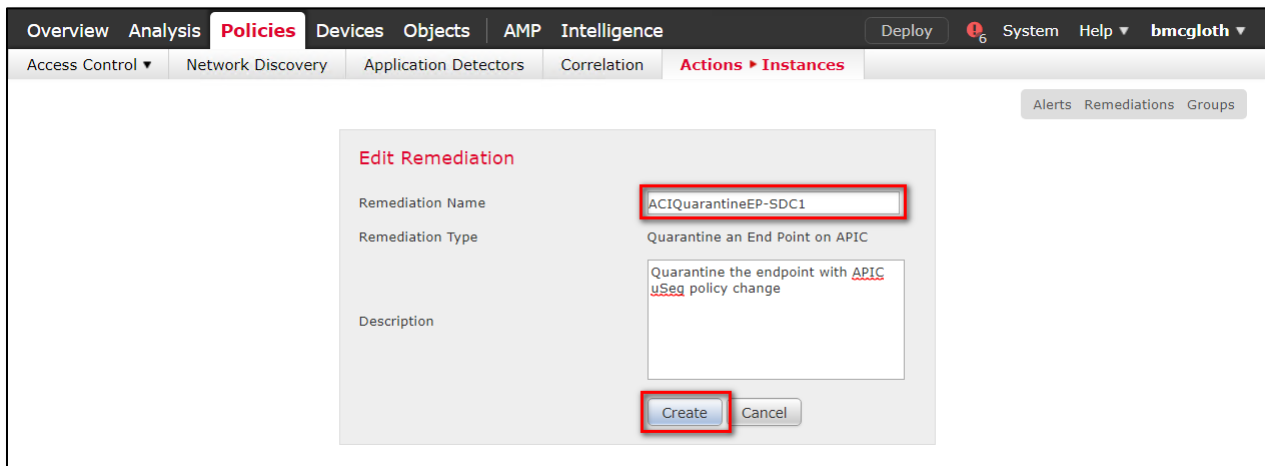 Overview Analysis Policies Devices Objects AMP Intelligence Deploy 6 System Help ▼ bmcgloth ▼
Access Control ▼ Network Discovery Application Detectors Correlation Actions ▸ Instances
Alerts Remediations Groups
Edit Remediation
Remediation Name ACIQuarantineEP-SDC1
Remediation Type Quarantine an End Point on APIC
Quarantine the endpoint with APIC
uSeg policy change
Description
Create Cancel